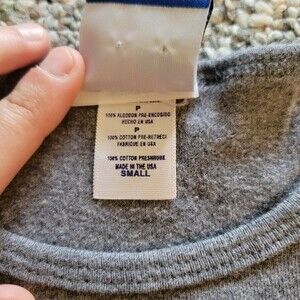 P
100% ALGODON PRE-ENCOGIDO
HECHO EN USA
P
100% COTTON PRE-RETRECI
FABRIQUE EN USA
100% COTTON PRESHRUNK
MADE IN THE USA
SMALL